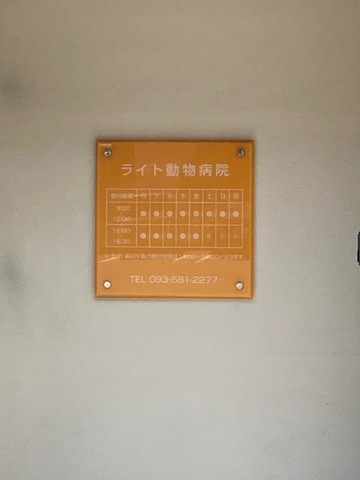 ライト動物病院
受付時間 月 火 水 木 金 土 日 祝
9:00 ● ● ● ● ● ● ● ●
12:00
16:00 ● ● ● ● ●
18:30
TEL 093-581-2277